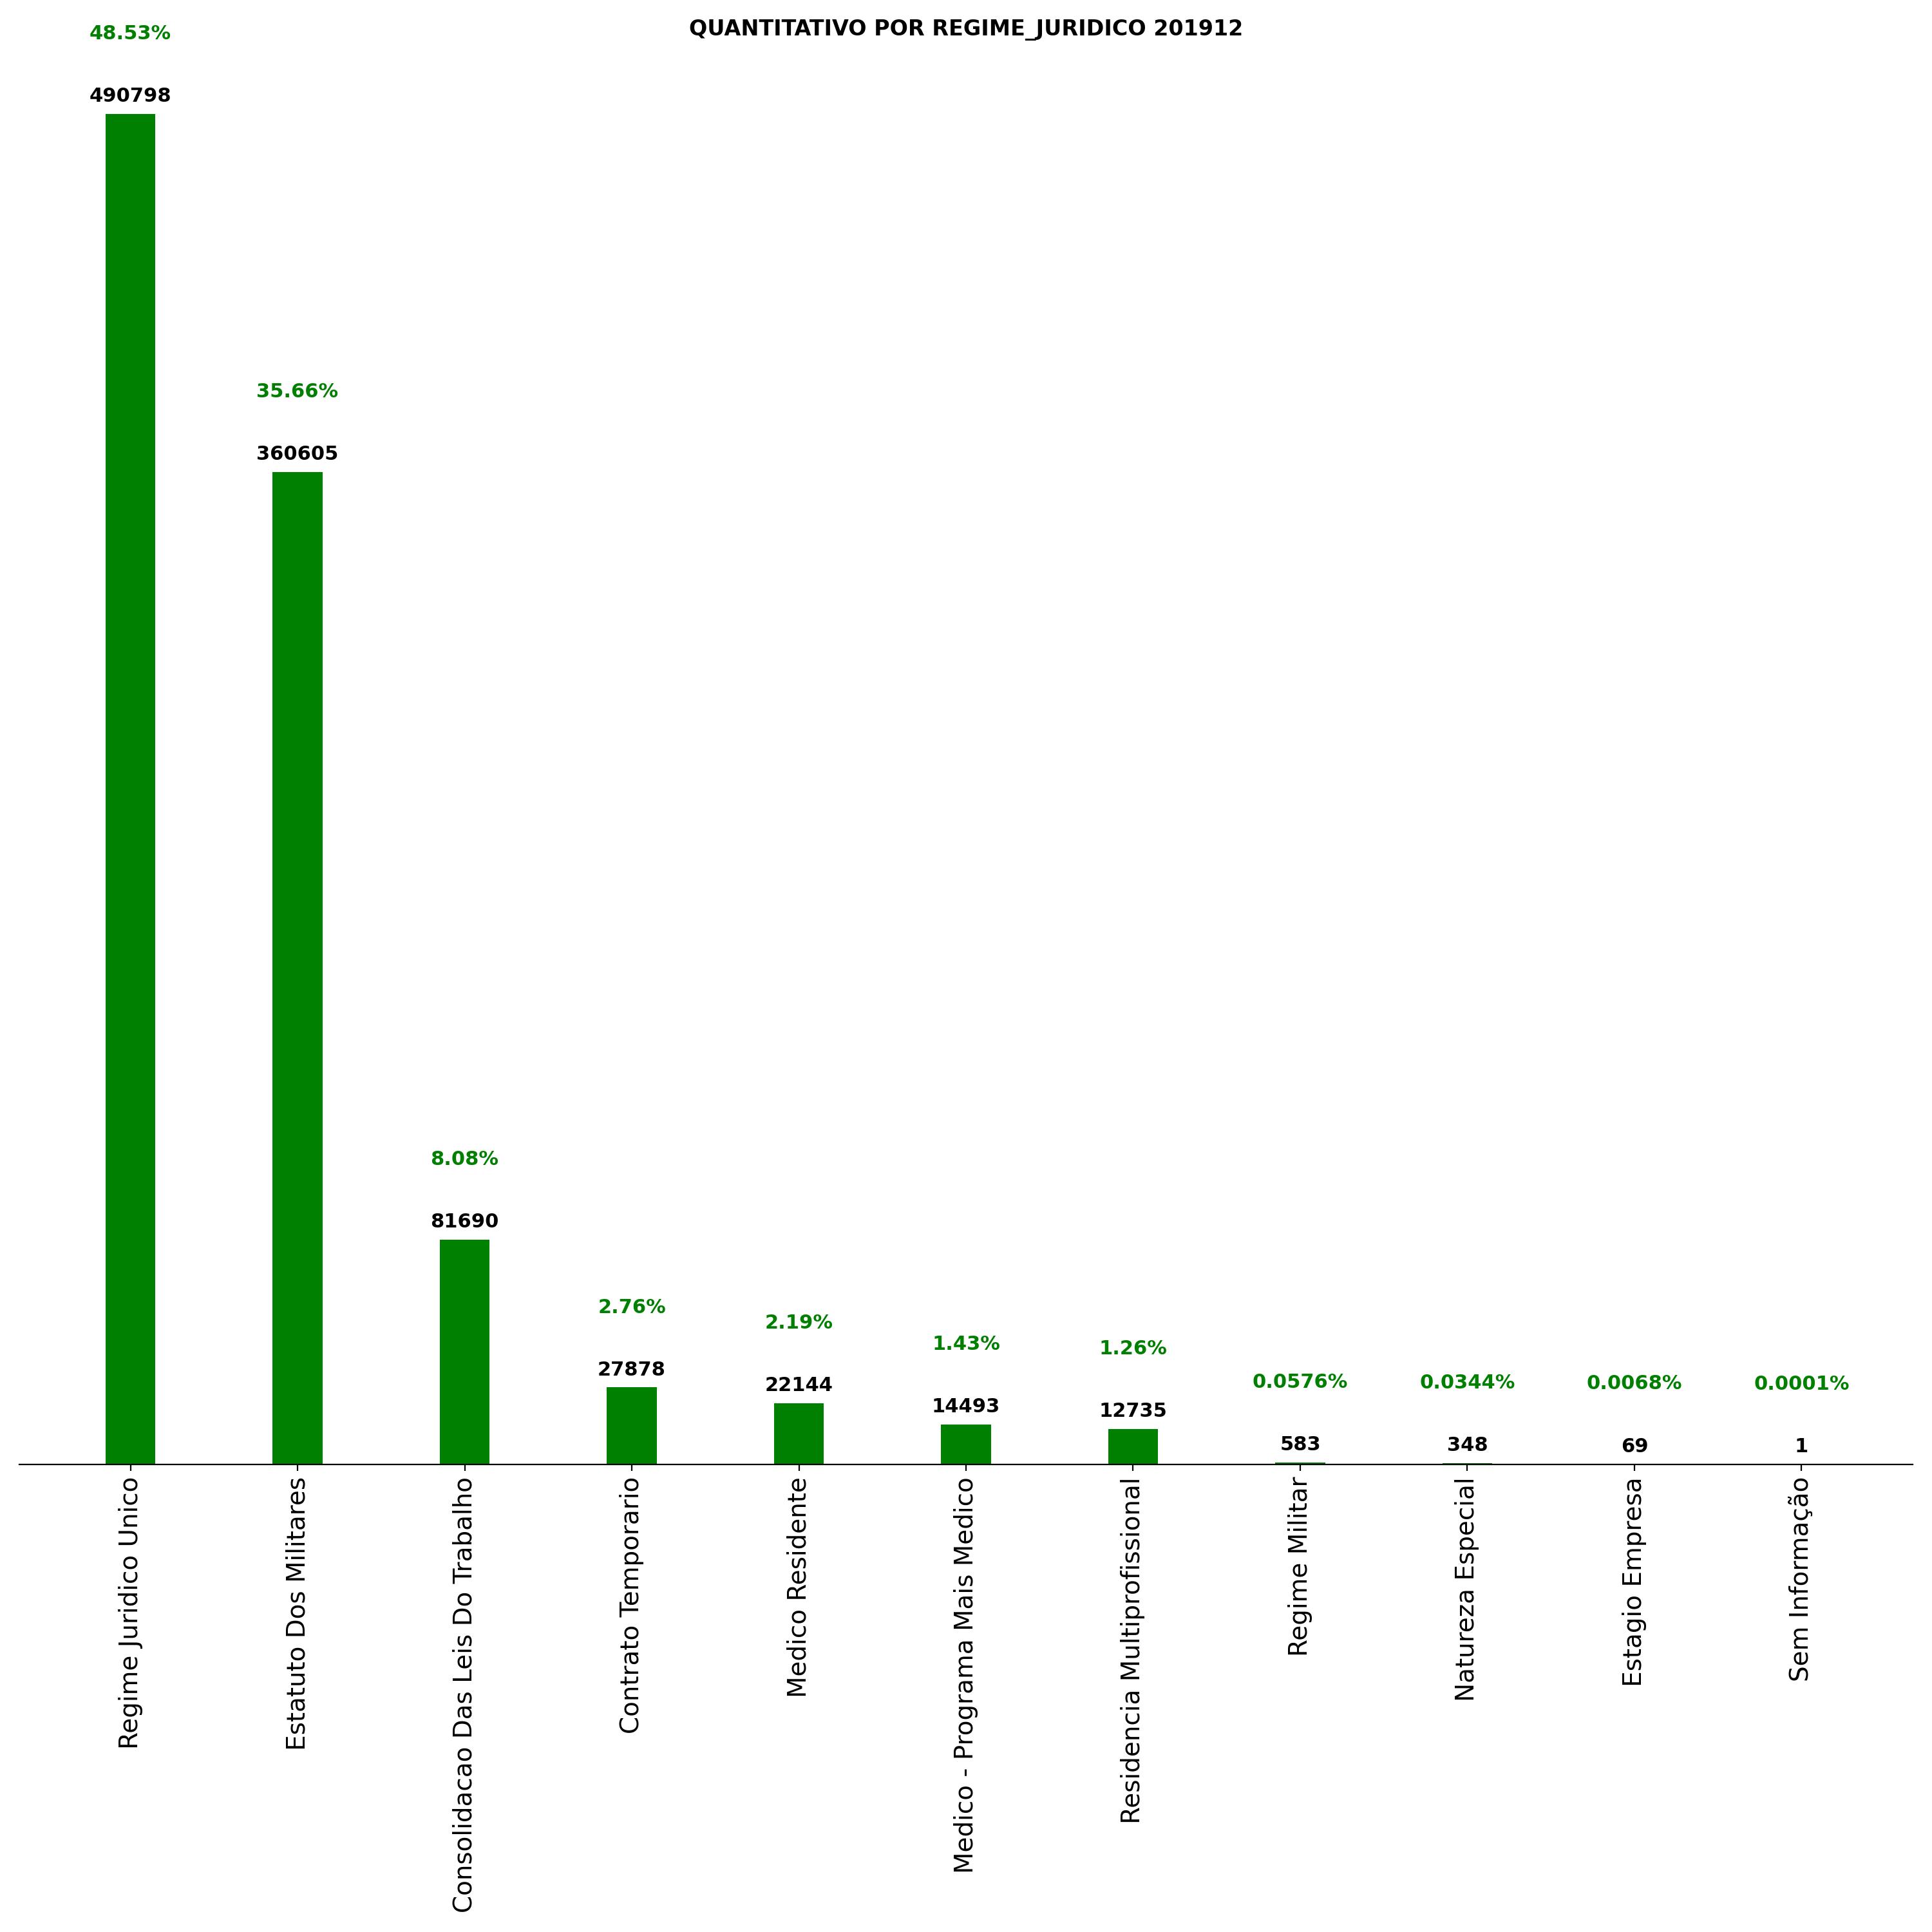 QUANTITATIVO POR REGIME_JURIDICO 201912
48.53%
490798
35.66%
360605
8.08%
81690
2.76%
27878
2.19%
22144
1.43%
14493
1.26%
12735
0.0576%
583
0.0344%
348
0.0068%
69
0.0001%
1
Regime Juridico Unico
Estatuto Dos Militares
Consolidacao Das Leis Do Trabalho
Contrato Temporario
Medico Residente
Medico - Programa Mais Medico
Residencia Multiprofissional
Regime Militar
Natureza Especial
Estagio Empresa
Sem Informação